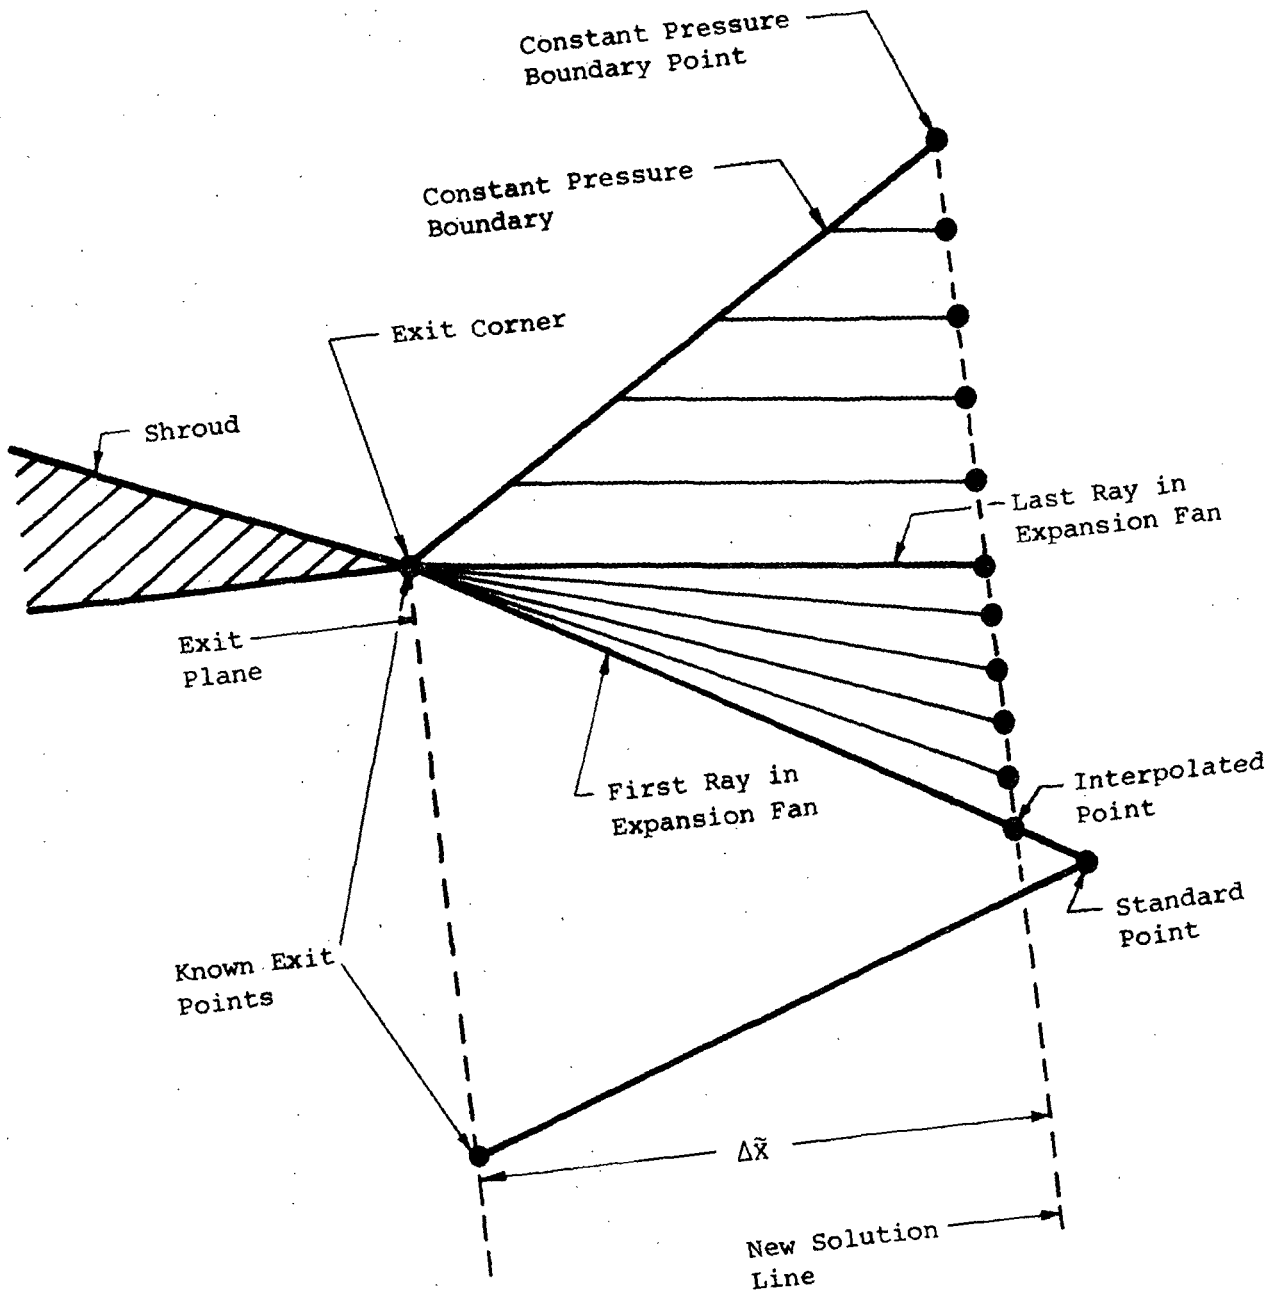 Constant Pressure
Boundary Point
Constant Pressure
Boundary
Exit Corner
Shroud
Last Ray in
Expansion Fan
Exit
Plane
First Ray in
Expansion Fan
Interpolated
Point
Standard
Point
Known Exit
Points
Δx̃
New Solution
Line